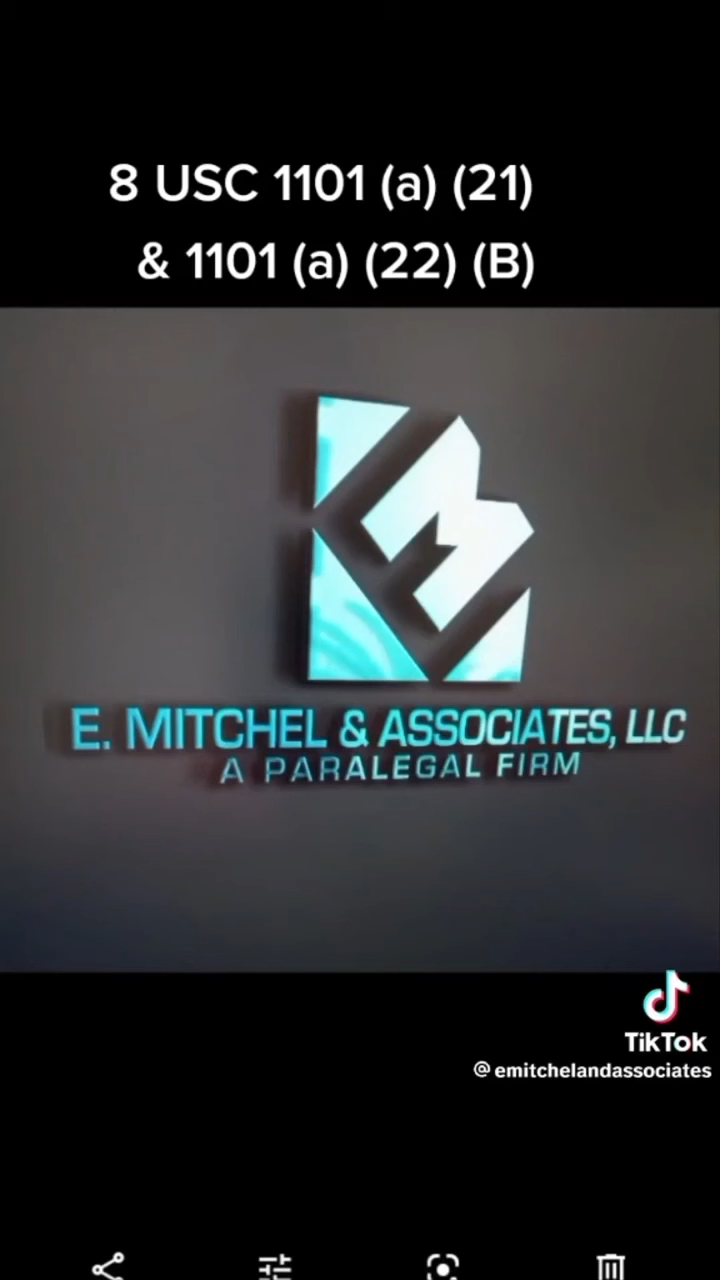 8 USC 1101 (a) (21)
& 1101 (a) (22) (B)
E. MITCHEL & ASSOCIATES, LLC
A PARALEGAL FIRM
TikTok
@emitchelandassociates